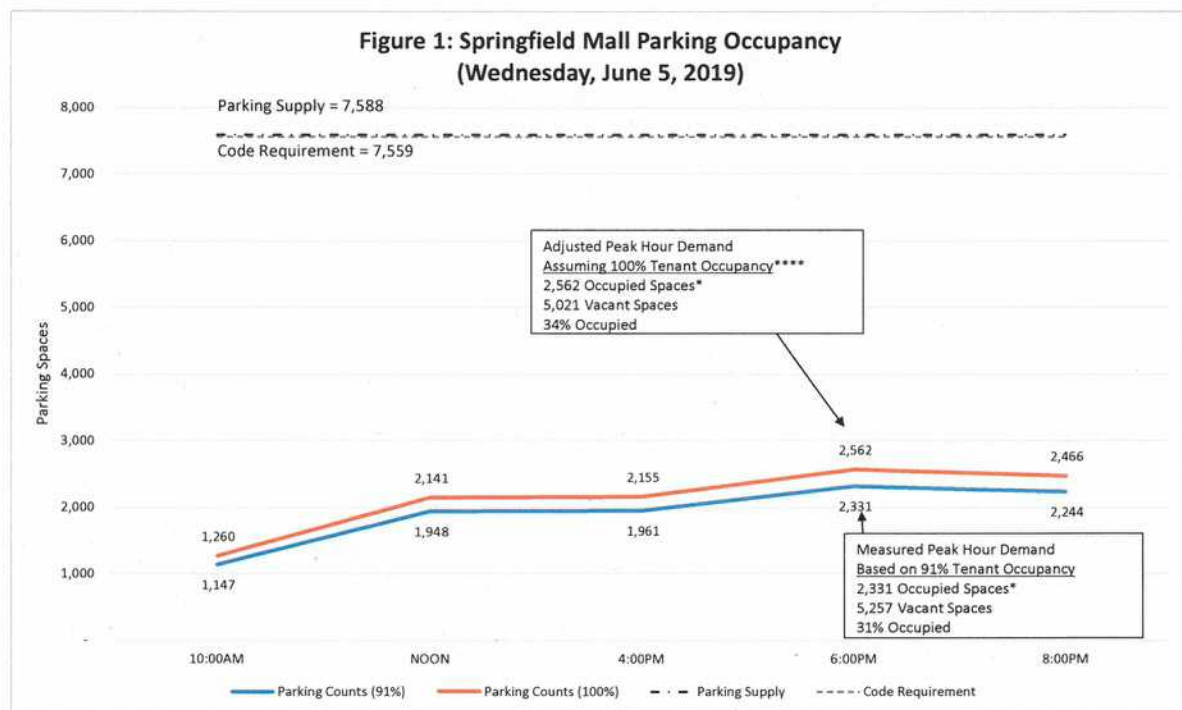 Figure 1: Springfield Mall Parking Occupancy
(Wednesday, June 5, 2019)
Parking Spaces
8,000
7,000
6,000
5,000
4,000
3,000
2,000
1,000
-
Parking Supply = 7,588
Code Requirement = 7,559
Adjusted Peak Hour Demand
Assuming 100% Tenant Occupancy****
2,562 Occupied Spaces*
5,021 Vacant Spaces
34% Occupied
1,260
2,141
2,155
2,562
2,466
1,147
1,948
1,961
2,331
2,244
Measured Peak Hour Demand
Based on 91% Tenant Occupancy
2,331 Occupied Spaces*
5,257 Vacant Spaces
31% Occupied
10:00AM NOON 4:00PM 6:00PM 8:00PM
Parking Counts (91%) Parking Counts (100%) Parking Supply Code Requirement